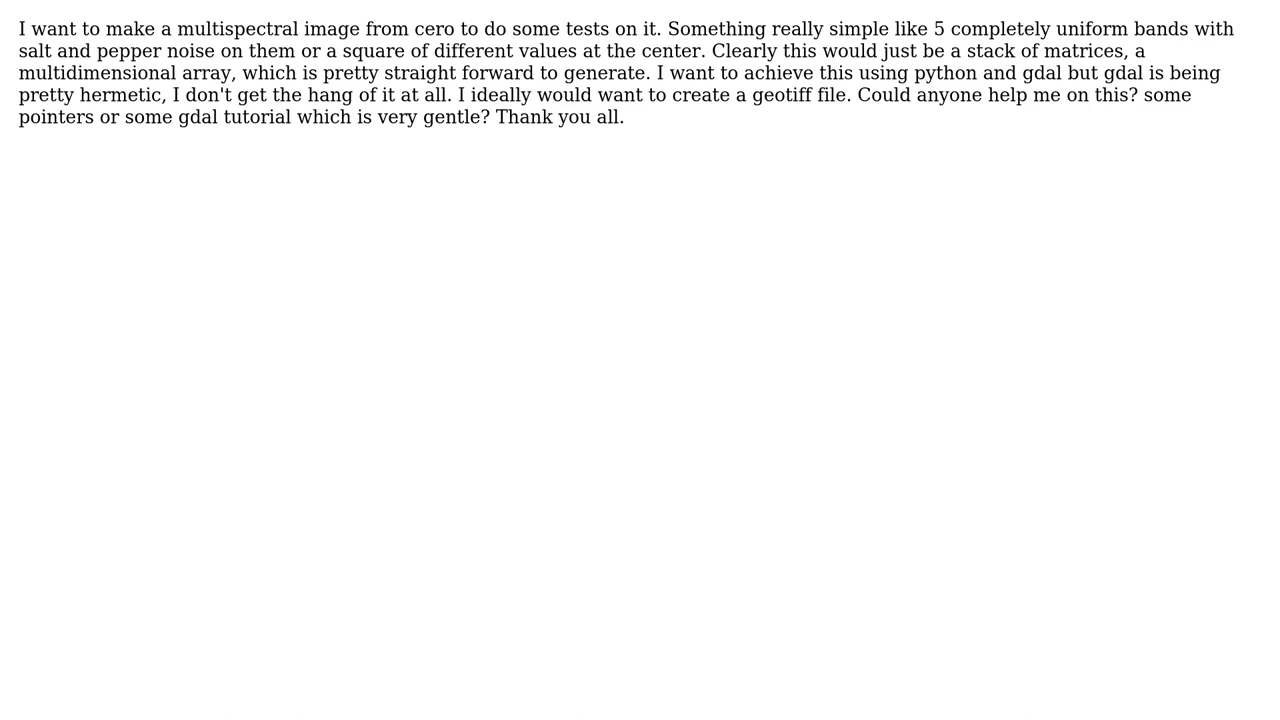 I want to make a multispectral image from cero to do some tests on it. Something really simple like 5 completely uniform bands with
salt and pepper noise on them or a square of different values at the center. Clearly this would just be a stack of matrices, a
multidimensional array, which is pretty straight forward to generate. I want to achieve this using python and gdal but gdal is being
pretty hermetic, I don't get the hang of it at all. I ideally would want to create a geotiff file. Could anyone help me on this? some
pointers or some gdal tutorial which is very gentle? Thank you all.